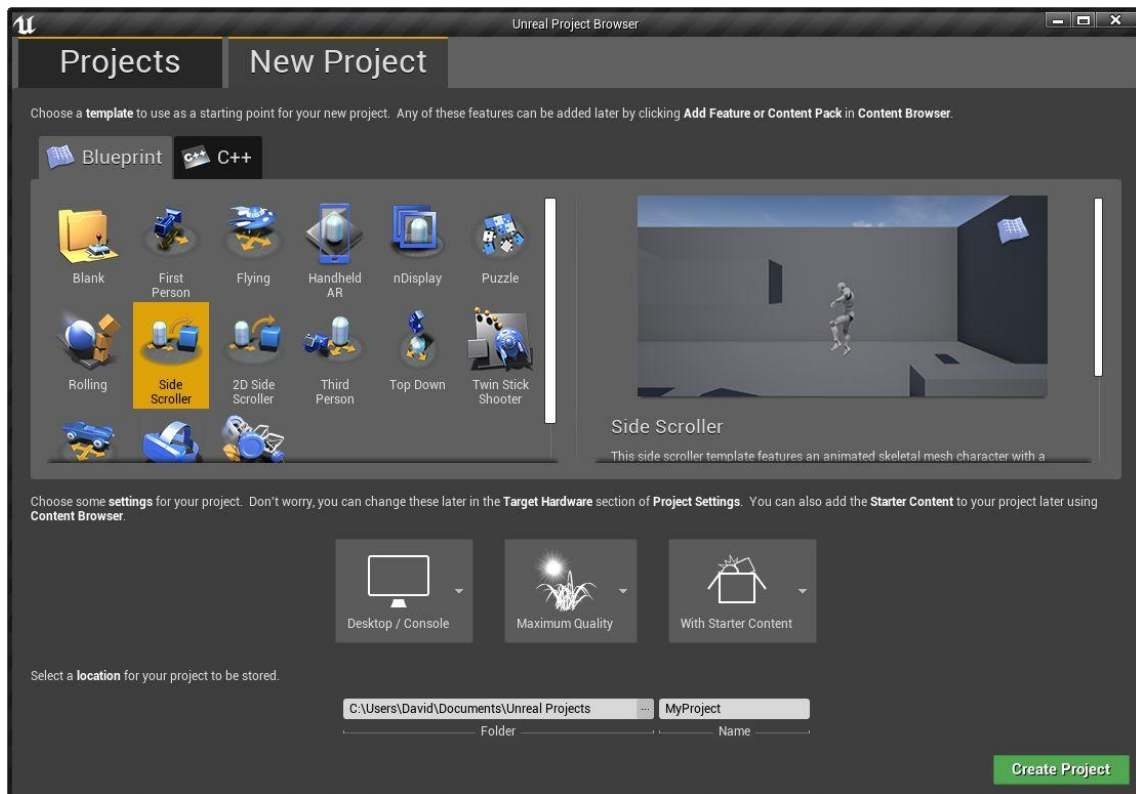 Unreal Project Browser
Projects
New Project
Choose a template to use as a starting point for your new project. Any of these features can be added later by clicking Add Feature or Content Pack in Content Browser.
Blueprint
C++
C++
Blank
First
Person
Flying
Handheld
AR
nDisplay
Puzzle
Rolling
Side
Scroller
2D Side
Scroller
Third
Person
Top Down
Twin Stick
Shooter
Side Scroller
This side scroller template features an animated skeletal mesh character with a
Choose some settings for your project. Don't worry, you can change these later in the Target Hardware section of Project Settings. You can also add the Starter Content to your project later using
Content Browser.
Desktop / Console
Maximum Quality
With Starter Content
Select a location for your project to be stored.
C:\Users\David\Documents\Unreal Projects
...
MyProject
Folder
Name
Create Project